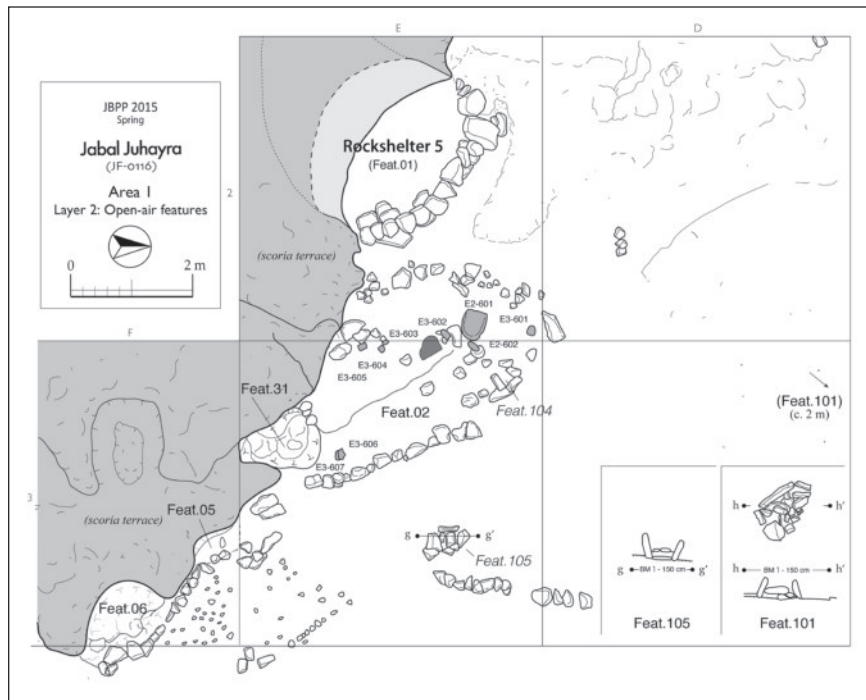 E
D
JBPP 2015
Spring
Jabal Juhayra
(JF-0116)
Area 1
Layer 2: Open-air features
0 2 m
Rockshelter 5
(Feat.01)
2
(scoria terrace)
E2-601
E3-602
E3-601
E3-603
E2-602
E3-604
E3-605
F
Feat.31
Feat.02
Feat.104
(Feat.101)
(c. 2 m)
E3-606
E3-607
3
(scoria terrace)
Feat.05
g g'
Feat.105
Feat.06
g BM 1 - 150 cm g'
Feat.105
h h'
h BM 1 - 150 cm h'
Feat.101